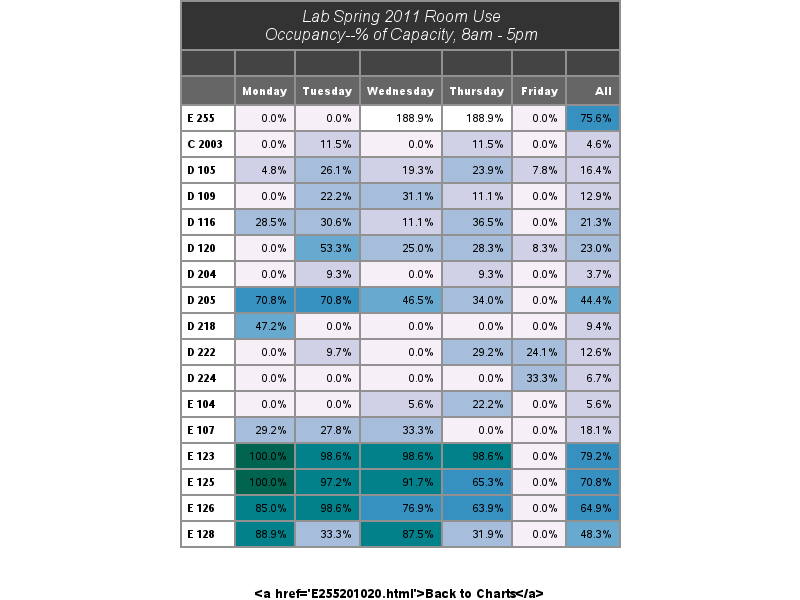 Lab Spring 2011 Room Use
Occupancy--% of Capacity, 8am - 5pm
Monday Tuesday Wednesday Thursday Friday All
E 255 0.0% 0.0% 188.9% 188.9% 0.0% 75.6%
C 2003 0.0% 11.5% 0.0% 11.5% 0.0% 4.6%
D 105 4.8% 26.1% 19.3% 23.9% 7.8% 16.4%
D 109 0.0% 22.2% 31.1% 11.1% 0.0% 12.9%
D 116 28.5% 30.6% 11.1% 36.5% 0.0% 21.3%
D 120 0.0% 53.3% 25.0% 28.3% 8.3% 23.0%
D 204 0.0% 9.3% 0.0% 9.3% 0.0% 3.7%
D 205 70.8% 70.8% 46.5% 34.0% 0.0% 44.4%
D 218 47.2% 0.0% 0.0% 0.0% 0.0% 9.4%
D 222 0.0% 9.7% 0.0% 29.2% 24.1% 12.6%
D 224 0.0% 0.0% 0.0% 0.0% 33.3% 6.7%
E 104 0.0% 0.0% 5.6% 22.2% 0.0% 5.6%
E 107 29.2% 27.8% 33.3% 0.0% 0.0% 18.1%
E 123 100.0% 98.6% 98.6% 98.6% 0.0% 79.2%
E 125 100.0% 97.2% 91.7% 65.3% 0.0% 70.8%
E 126 85.0% 98.6% 76.9% 63.9% 0.0% 64.9%
E 128 88.9% 33.3% 87.5% 31.9% 0.0% 48.3%
&lt;a href='E255201020.html'&gt;Back to Charts&lt;/a&gt;